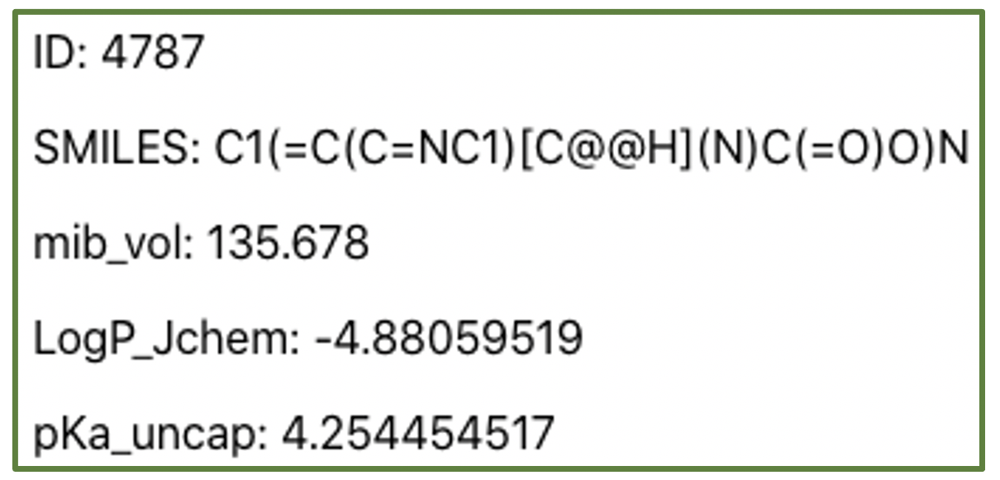 ID: 4787
SMILES: C1(=C(C=NC1)[C@@H](N)C(=O)O)N
mib_vol: 135.678
LogP_Jchem: -4.88059519
pKa_uncap: 4.254454517